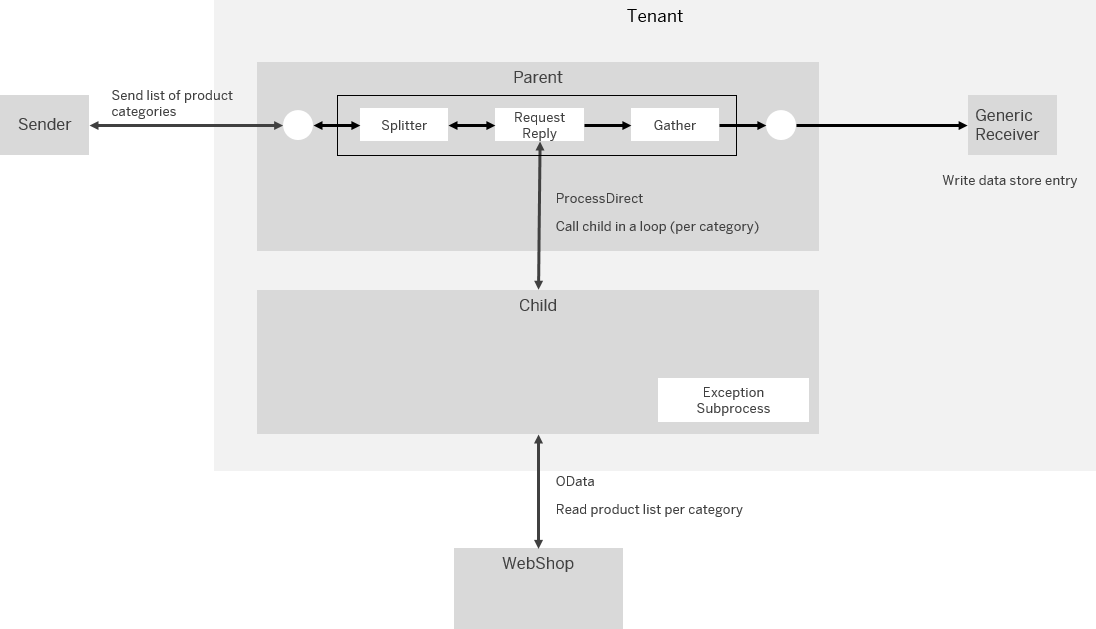 Tenant
Parent
Send list of product
categories
Sender
Splitter
Request
Reply
Gather
Generic
Receiver
Write data store entry
ProcessDirect
Call child in a loop (per category)
Child
Exception
Subprocess
OData
Read product list per category
WebShop